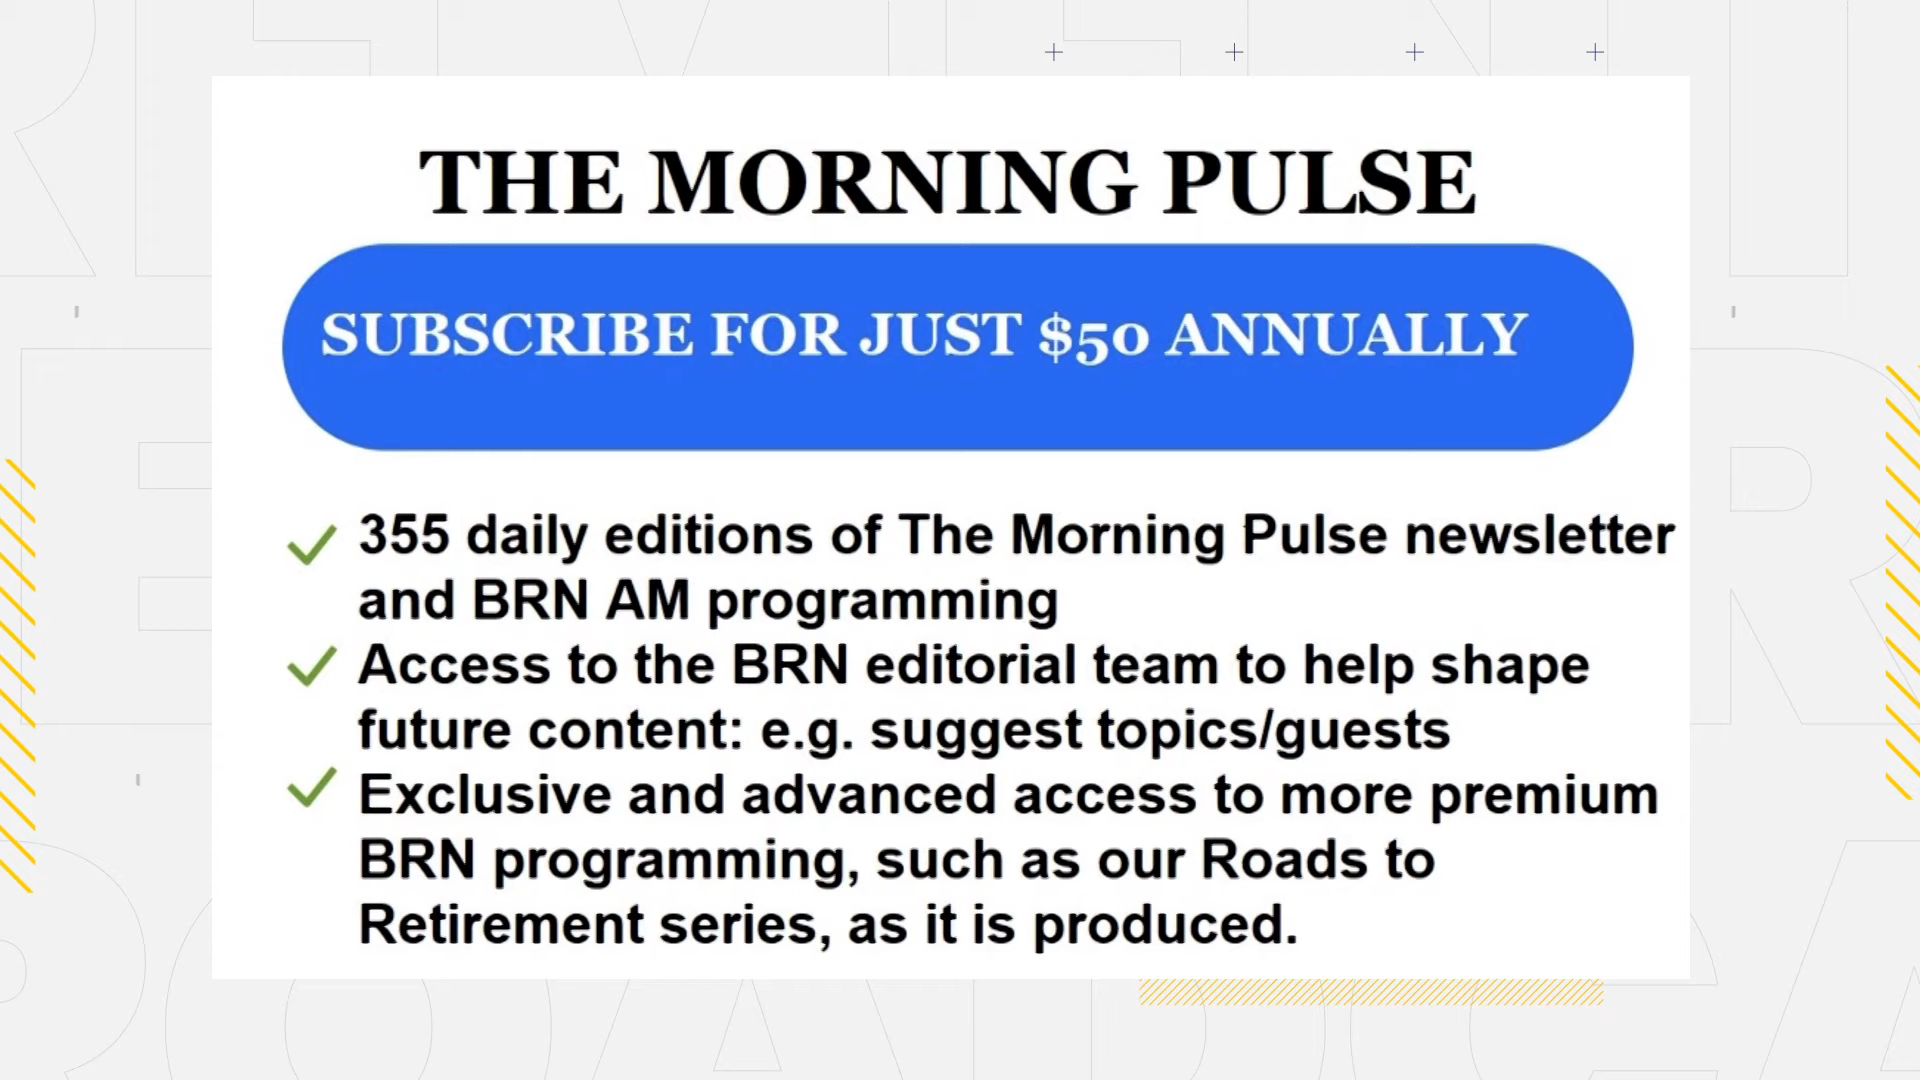 THE MORNING PULSE
SUBSCRIBE FOR JUST $50 ANNUALLY
355 daily editions of The Morning Pulse newsletter
and BRN AM programming
Access to the BRN editorial team to help shape
future content: e.g. suggest topics/guests
Exclusive and advanced access to more premium
BRN programming, such as our Roads to
Retirement series, as it is produced.